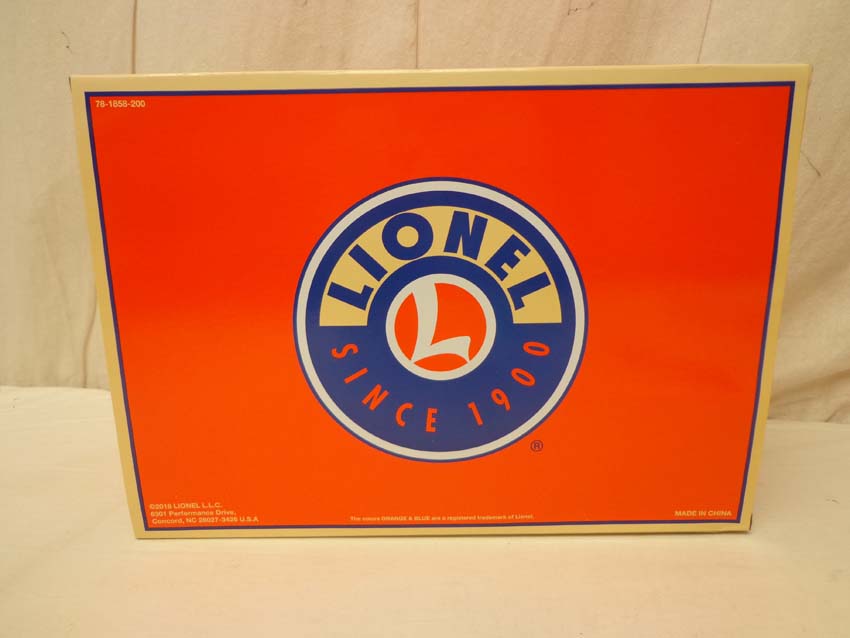 78-1858-200
LIONEL
L
SINCE 1900
®
©2018 LIONEL L.L.C.
6301 Performance Drive,
Concord, NC 28027-3426 U.S.A
The colors ORANGE & BLUE are a registered trademark of Lionel.
MADE IN CHINA